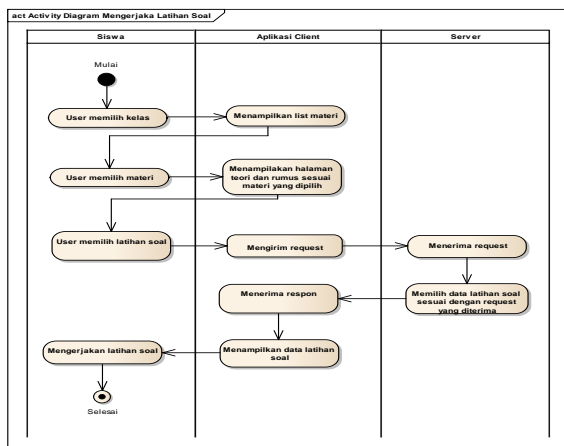 act Activity Diagram Mengerjaka Latihan Soal
Siswa
Aplikasi Client
Server
Mulai
User memilih kelas
Menampilkan list materi
User memilih materi
Menampilakan halaman
teori dan rumus sesuai
materi yang dipilih
User memilih latihan soal
Mengirim request
Menerima request
Menerima respon
Memilih data latihan soal
sesuai dengan request
yang diterima
Mengerjakan latihan soal
Menampilkan data latihan
soal
Selesai